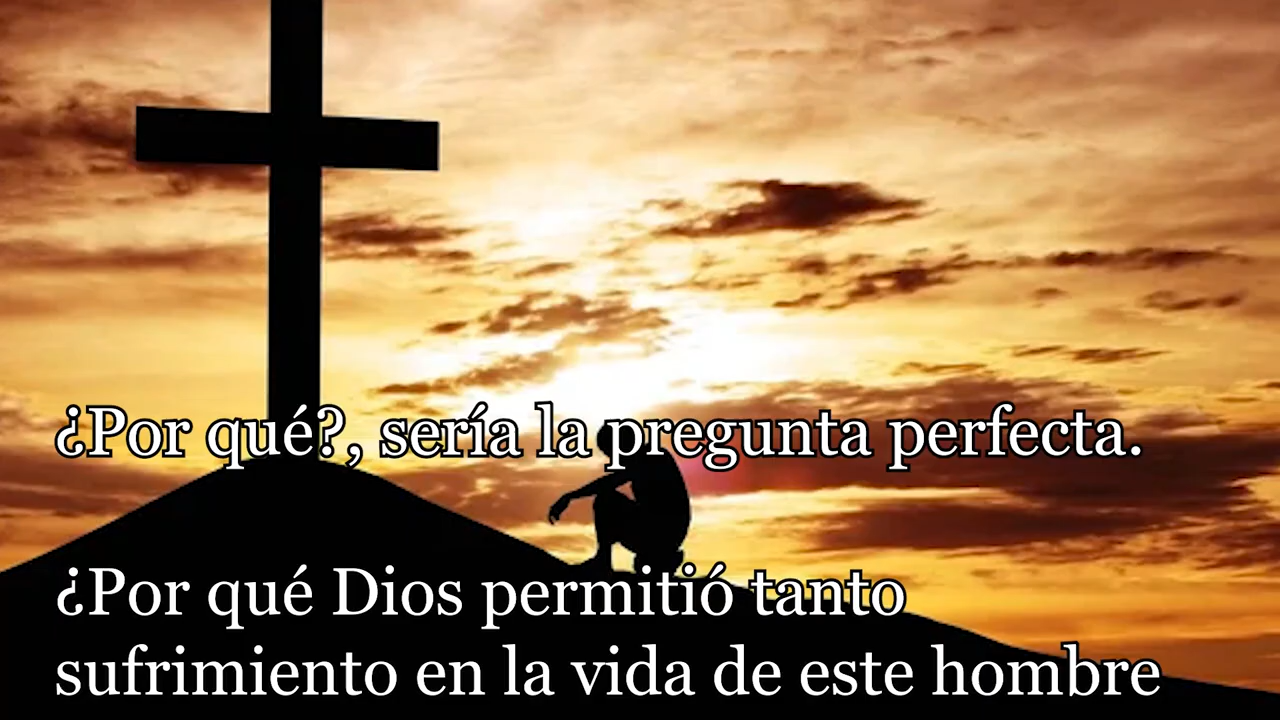 ¿Por qué?, sería la pregunta perfecta.
¿Por qué Dios permitió tanto
sufrimiento en la vida de este hombre